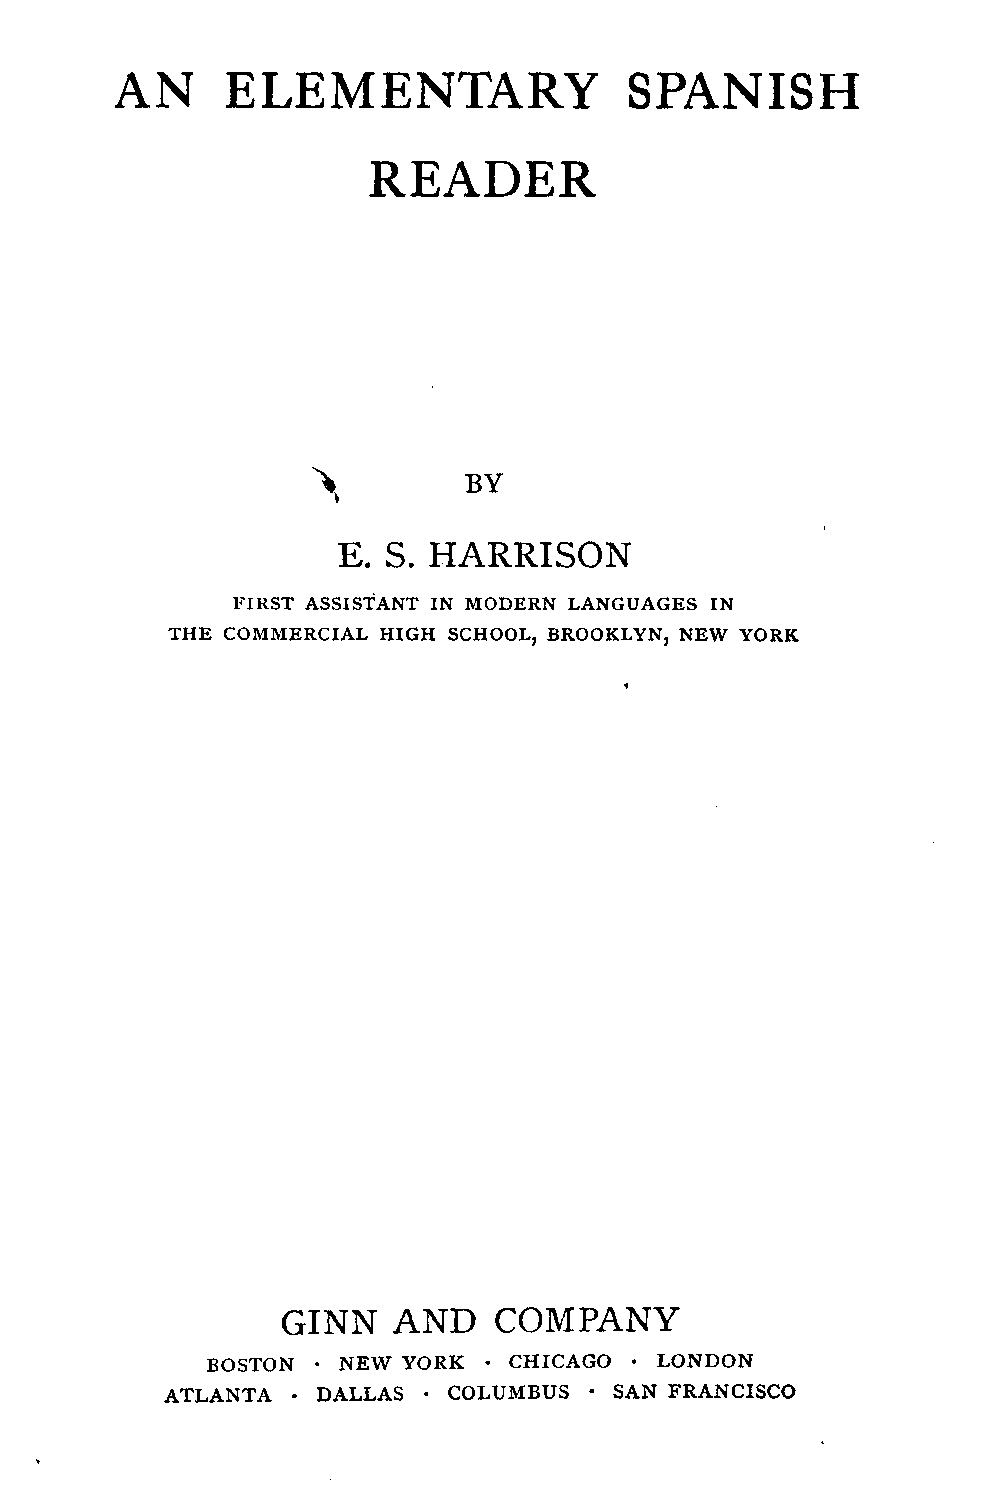 AN ELEMENTARY SPANISH
READER
BY
E. S. HARRISON
FIRST ASSISTANT IN MODERN LANGUAGES IN
THE COMMERCIAL HIGH SCHOOL, BROOKLYN, NEW YORK
GINN AND COMPANY
BOSTON · NEW YORK · CHICAGO · LONDON
ATLANTA · DALLAS · COLUMBUS · SAN FRANCISCO